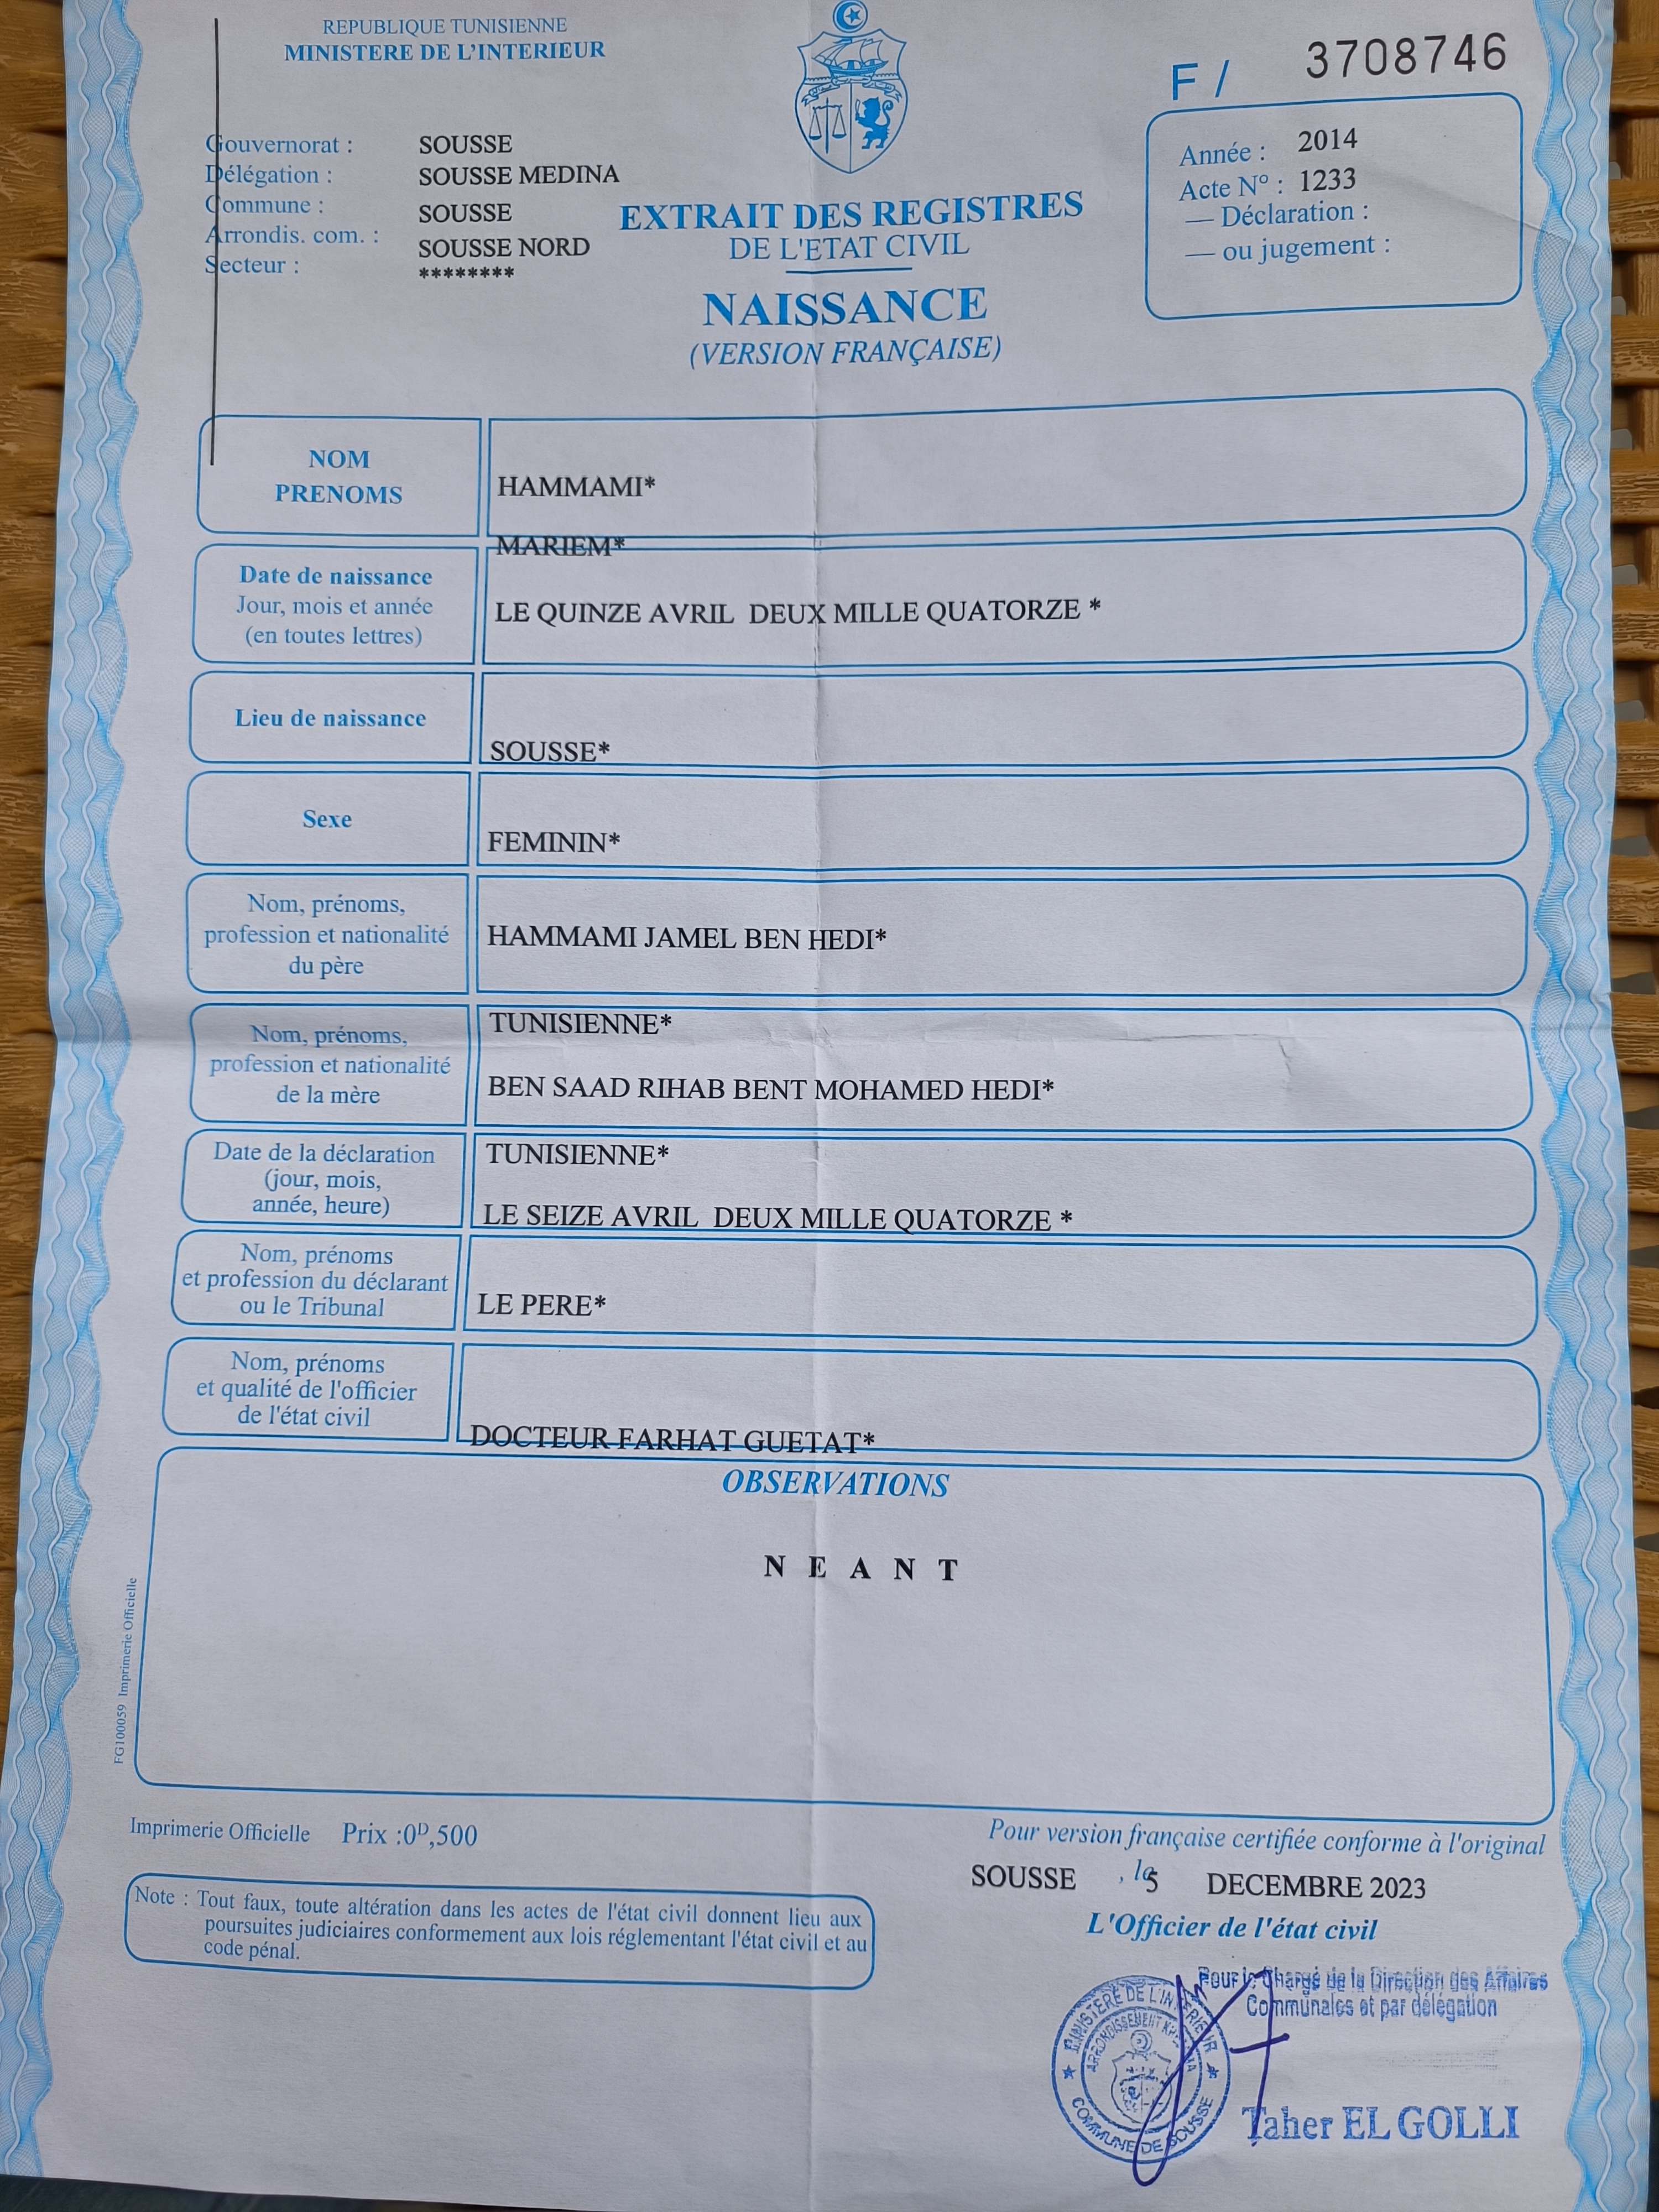 REPUBLIQUE TUNISIENNE
MINISTERE DE L'INTERIEUR
F / 3708746
Gouvernorat : SOUSSE
Délégation : SOUSSE MEDINA
Commune : SOUSSE
Arrondis. com. : SOUSSE NORD
Secteur : ********
Année : 2014
Acte N° : 1233
— Déclaration :
— ou jugement :
EXTRAIT DES REGISTRES
DE L'ETAT CIVIL
NAISSANCE
(VERSION FRANÇAISE)
NOM
PRENOMS
HAMMAMI*
MARIEM*
Date de naissance
Jour, mois et année
(en toutes lettres)
LE QUINZE AVRIL DEUX MILLE QUATORZE *
Lieu de naissance
SOUSSE*
Sexe
FEMININ*
Nom, prénoms,
profession et nationalité
du père
HAMMAMI JAMEL BEN HEDI*
TUNISIENNE*
Nom, prénoms,
profession et nationalité
de la mère
BEN SAAD RIHAB BENT MOHAMED HEDI*
TUNISIENNE*
Date de la déclaration
(jour, mois,
année, heure)
LE SEIZE AVRIL DEUX MILLE QUATORZE *
Nom, prénoms
et profession du déclarant
ou le Tribunal
LE PERE*
Nom, prénoms
et qualité de l'officier
de l'état civil
DOCTEUR FARHAT GUETAT*
OBSERVATIONS
N E A N T
FG100059 Imprimerie Officielle
Imprimerie Officielle Prix :0ᴰ,500
Pour version française certifiée conforme à l'original
SOUSSE , le 5 DECEMBRE 2023
L'Officier de l'état civil
Note : Tout faux, toute altération dans les actes de l'état civil donnent lieu aux
poursuites judiciaires conformement aux lois réglementant l'état civil et au
code pénal.
Pour le Chargé de la Direction des Affaires
Communales et par délégation
MINISTERE DE L'INTERIEUR
ARRONDISSEMENT
COMMUNE DE SOUSSE
Taher EL GOLLI